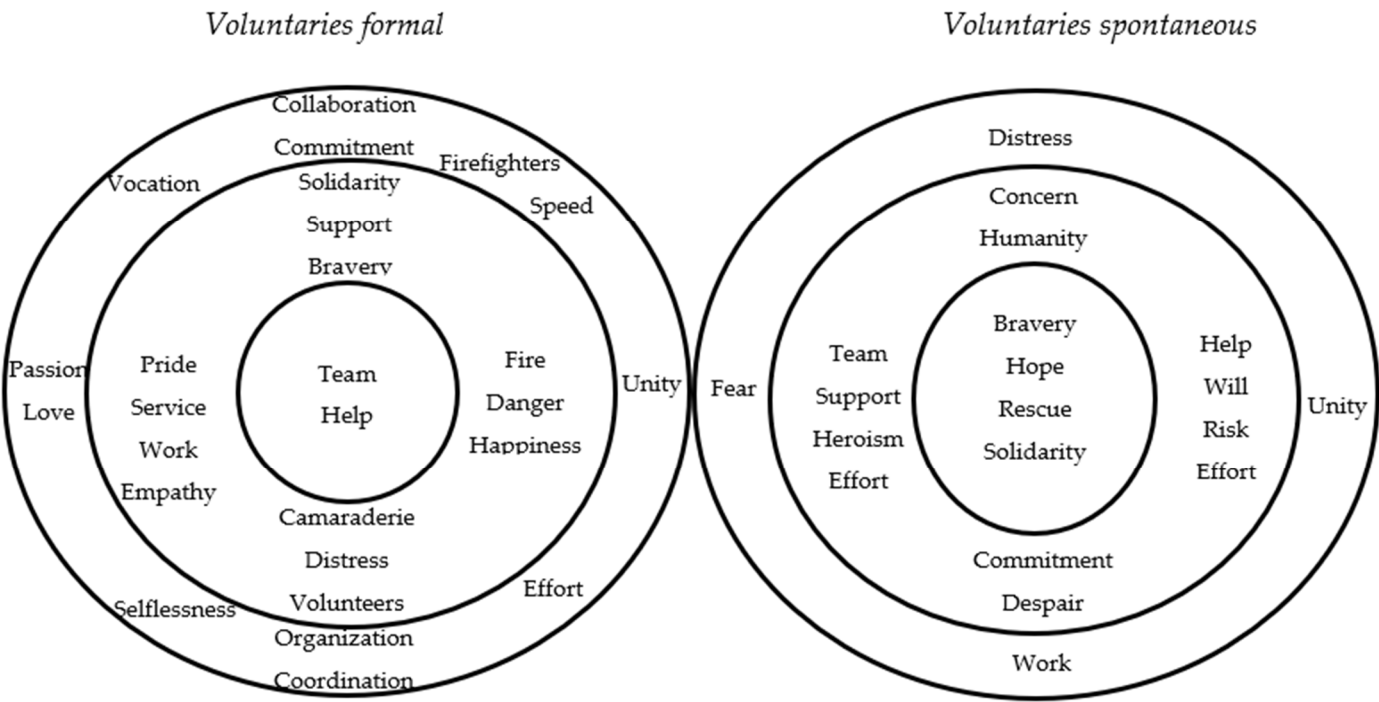 Voluntaries formal
Collaboration
Commitment
Firefighters
Vocation
Speed
Solidarity
Support
Bravery
Passion
Love
Pride
Service
Work
Empathy
Team
Help
Fire
Danger
Happiness
Unity
Camaraderie
Distress
Volunteers
Selflessness
Effort
Organization
Coordination
Voluntaries spontaneous
Distress
Concern
Humanity
Fear
Team
Support
Heroism
Effort
Bravery
Hope
Rescue
Solidarity
Help
Will
Risk
Effort
Unity
Commitment
Despair
Work